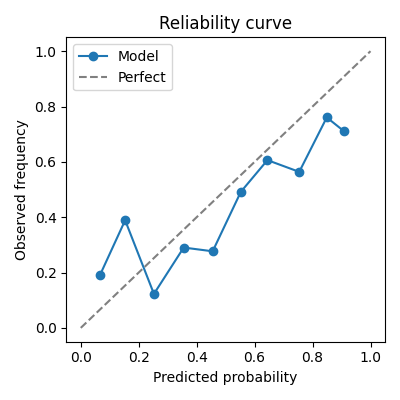 Reliability curve
Model
Perfect
Observed frequency
1.0
0.8
0.6
0.4
0.2
0.0
0.0 0.2 0.4 0.6 0.8 1.0
Predicted probability